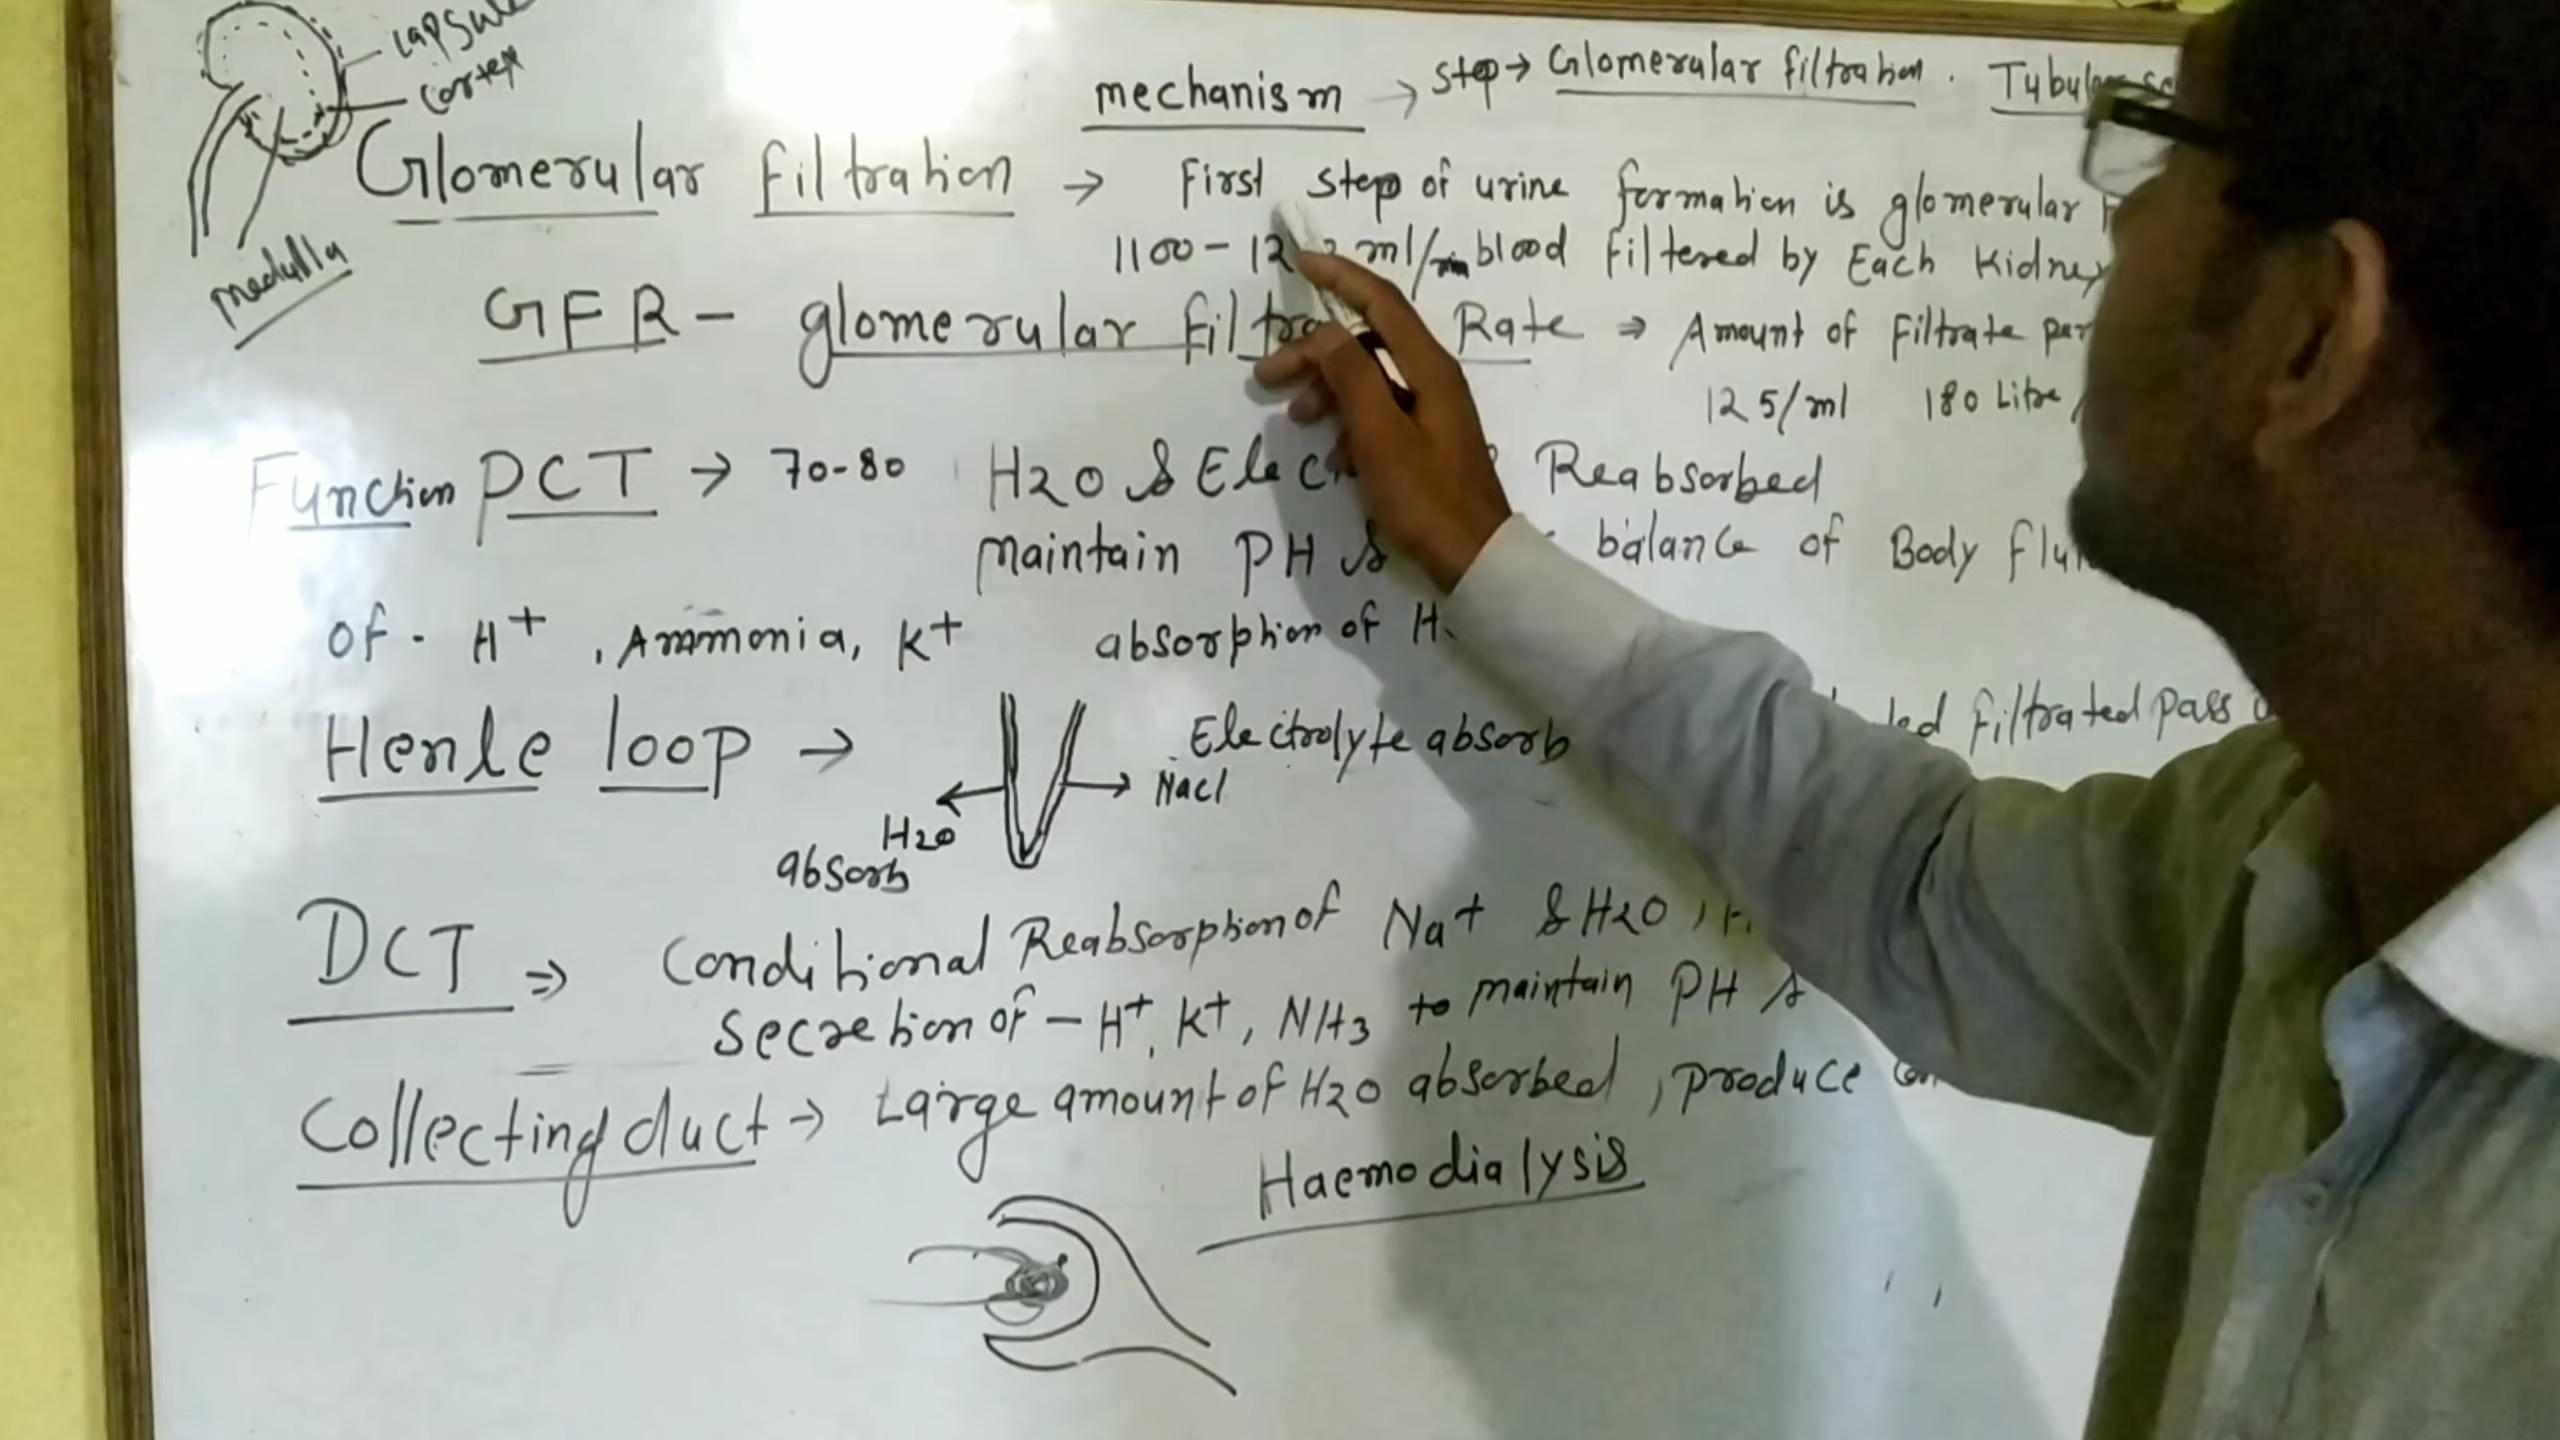 Capsule
Cortex
Medulla
mechanism → Step → Glomerular filtration .
Glomerular filtration → First step of urine formation is glomerular
1100 - 12 ml/ blood filtered by Each Kidney
GFR - glomerular Rate ⇒ Amount of filtrate per
125/ml 180 Litre
Function PCT → 70-80 H2O & Reabsorbed
maintain PH & balance of Body
of - H+ , Ammonia, K+ absorption of
Henle loop → Electrolyte absorb filtrated pass
Nacl
H2O
absorb
DCT ⇒ Conditional Reabsorption of Na+ & H2O ,
Secretion of - H+, K+, NH3 to maintain PH &
Collecting duct → Large amount of H2O absorbed , produce
Haemodialysis